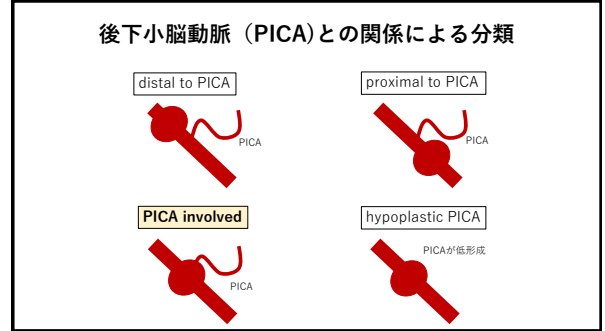 後下小脳動脈（PICA)との関係による分類
distal to PICA
proximal to PICA
PICA
PICA
PICA involved
hypoplastic PICA
PICAが低形成
PICA